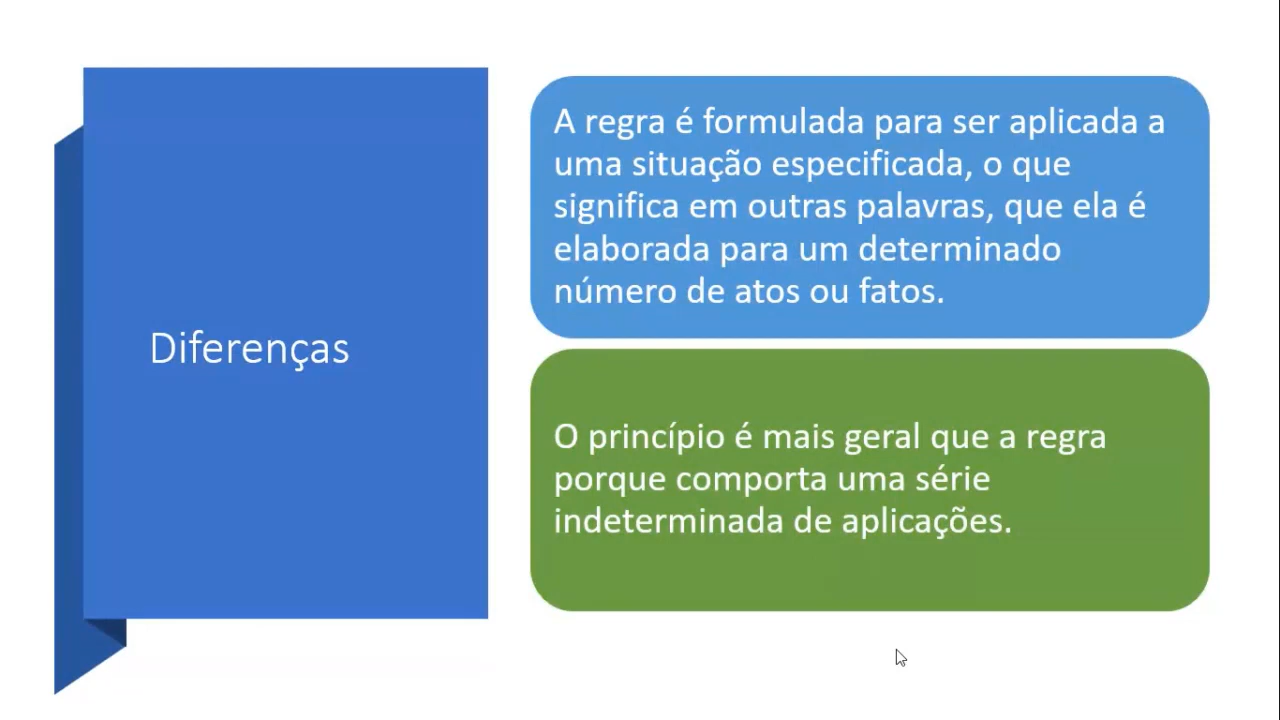 Diferenças
A regra é formulada para ser aplicada a
uma situação especificada, o que
significa em outras palavras, que ela é
elaborada para um determinado
número de atos ou fatos.
O princípio é mais geral que a regra
porque comporta uma série
indeterminada de aplicações.